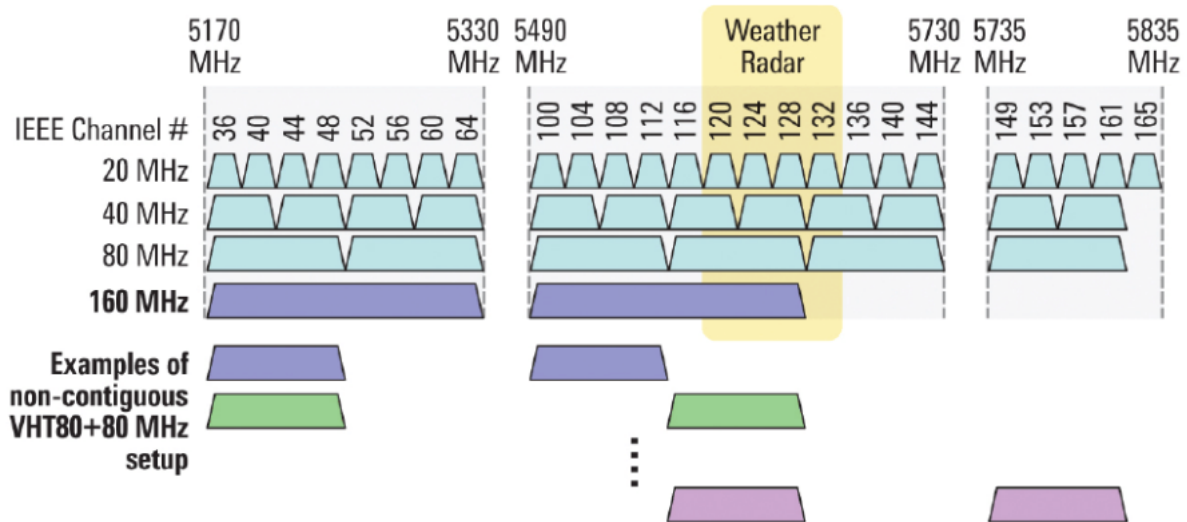 5170 MHz
5330 MHz
5490 MHz
Weather Radar
5730 MHz
5735 MHz
5835 MHz
IEEE Channel # 36 40 44 48 52 56 60 64 100 104 108 112 116 120 124 128 132 136 140 144 149 153 157 161 165
20 MHz
40 MHz
80 MHz
160 MHz
Examples of
non-contiguous
VHT80+80 MHz
setup